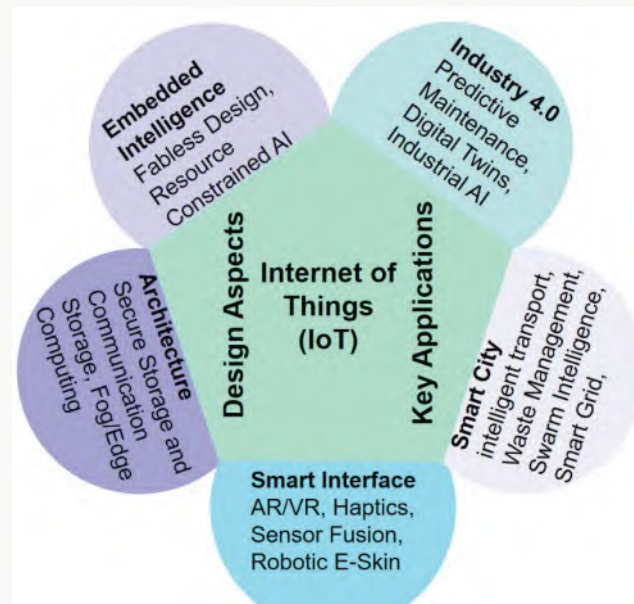 Embedded
Intelligence
Fabless Design,
Resource
Constrained AI
Industry 4.0
Predictive
Maintenance,
Digital Twins,
Industrial AI
Design Aspects
Internet of
Things
(IoT)
Key Applications
Architecture
Secure Storage and
Communication
Storage, Fog/Edge
Computing
Smart City
intelligent transport,
Waste Management,
Swarm Intelligence,
Smart Grid,
Smart Interface
AR/VR, Haptics,
Sensor Fusion,
Robotic E-Skin